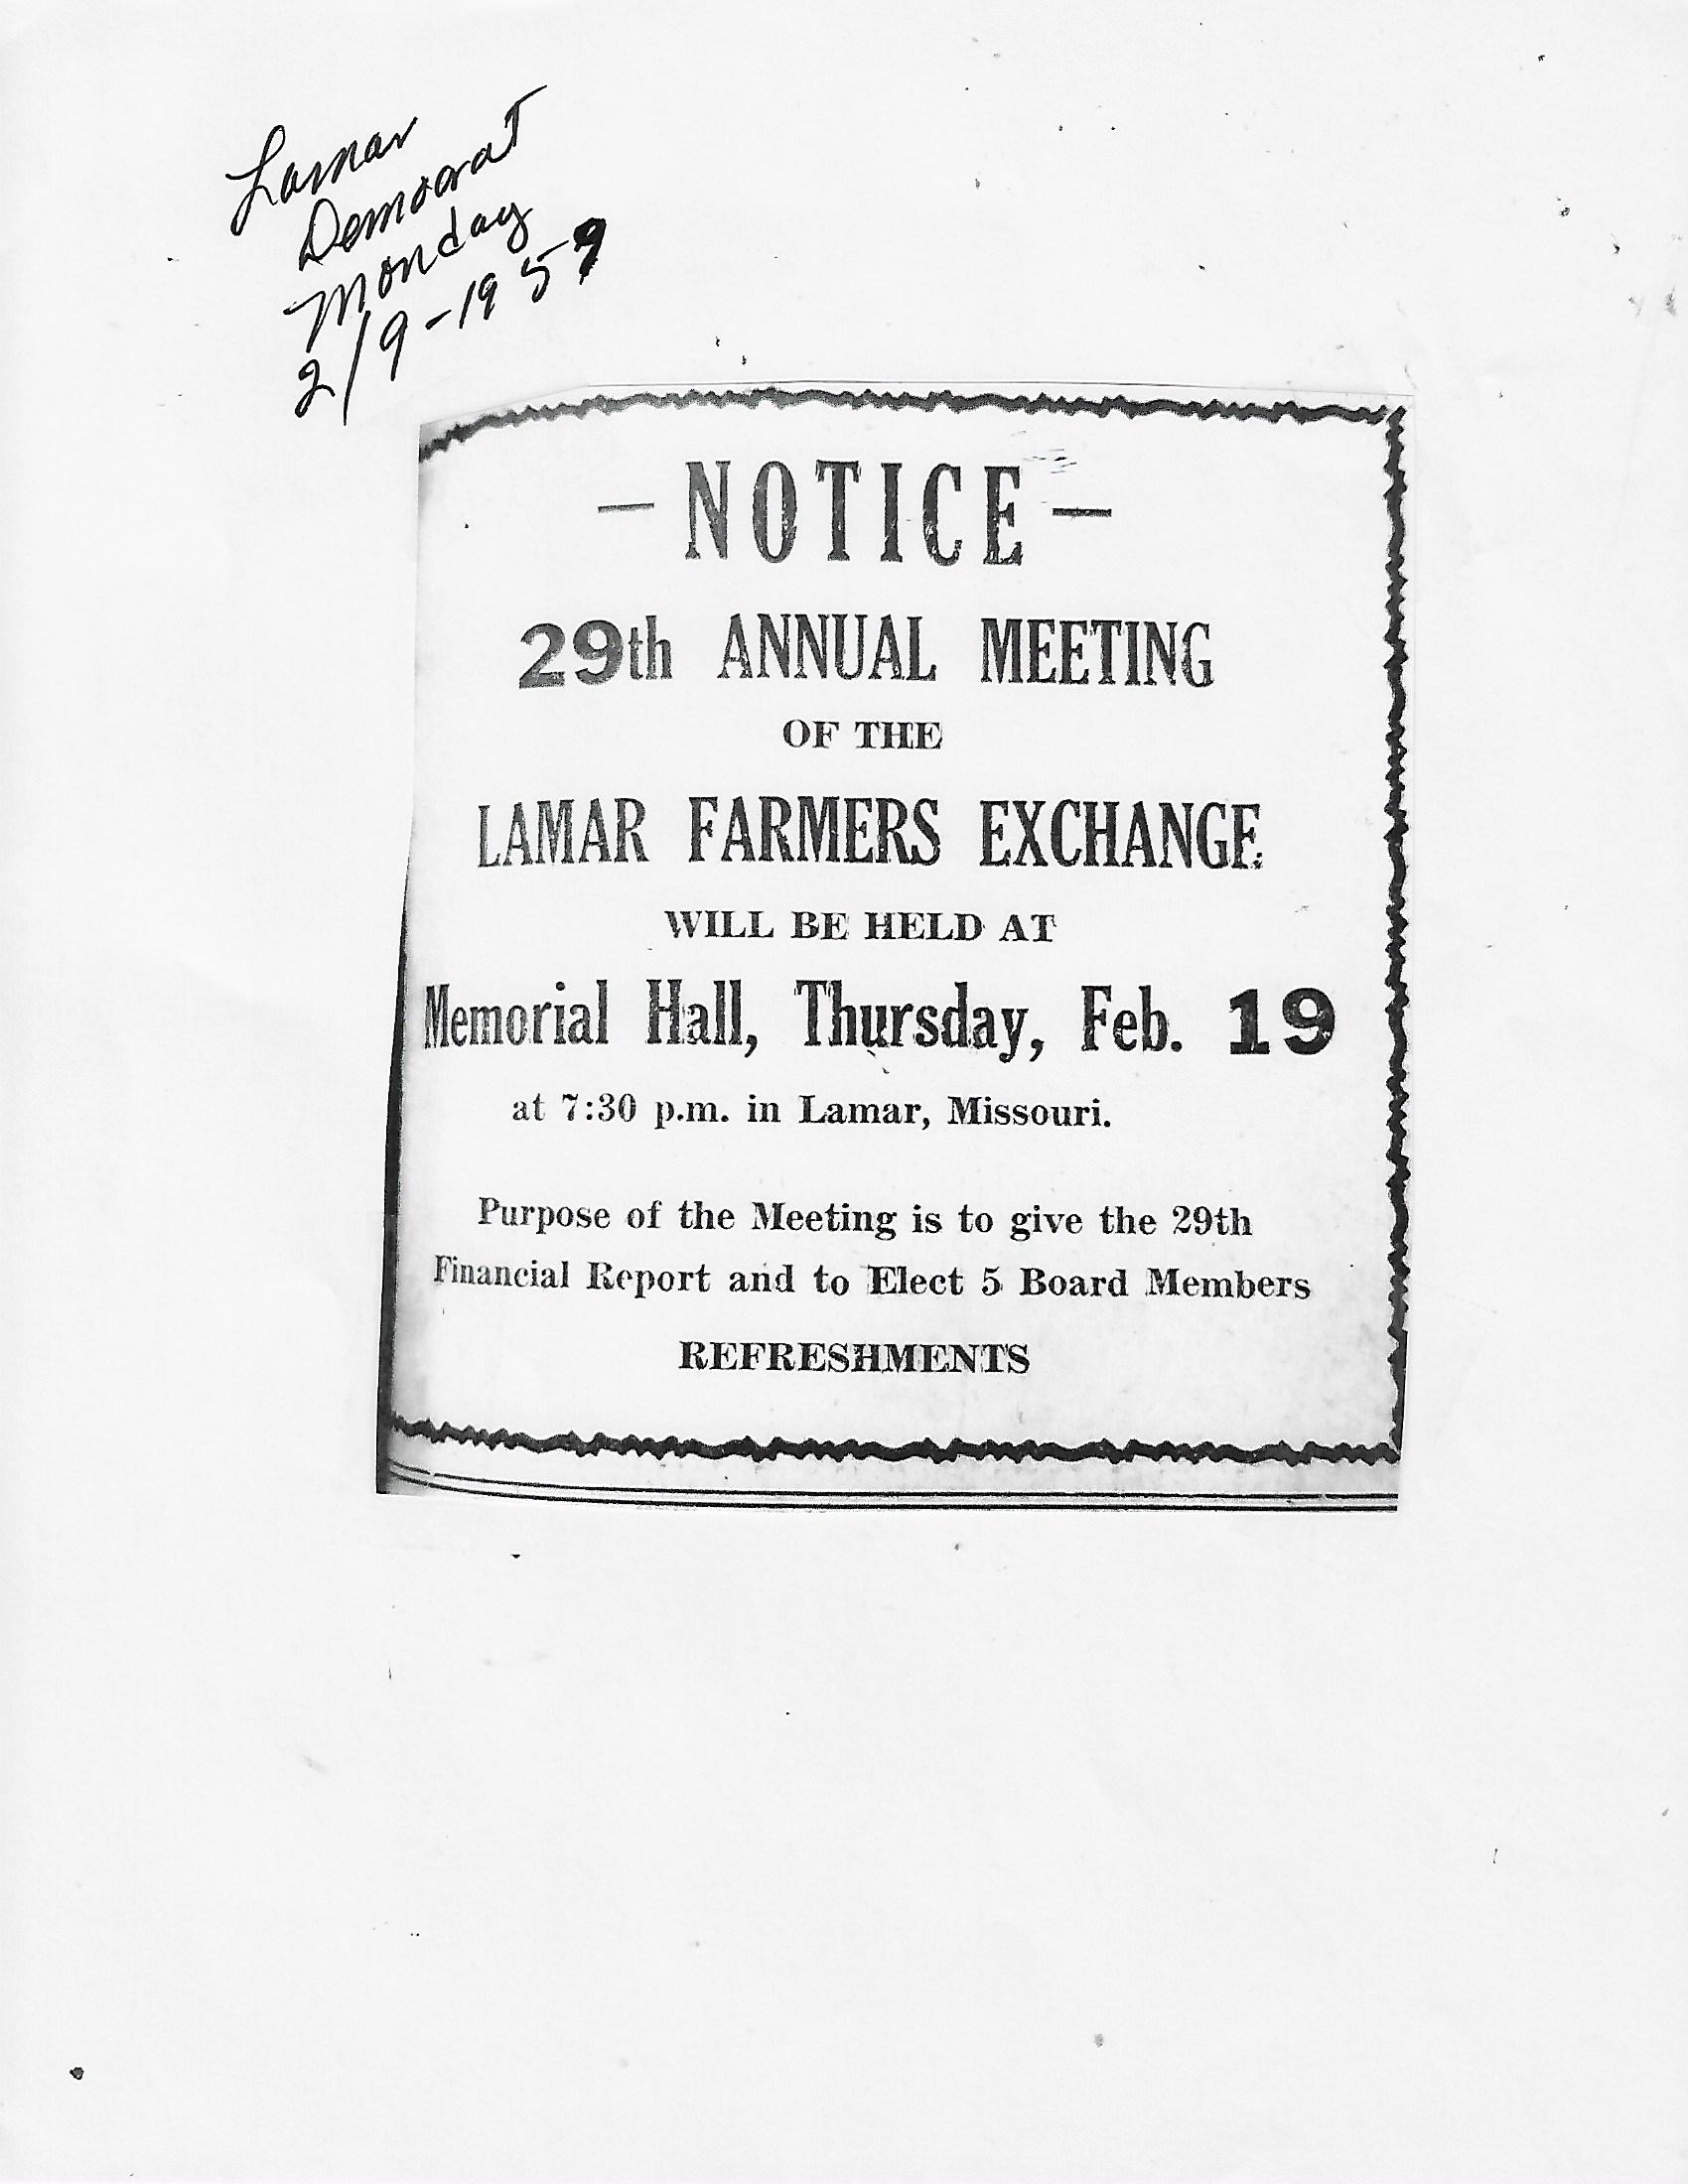 Lamar
Democrat
Monday
2/9-1959
- NOTICE -
29th ANNUAL MEETING
OF THE
LAMAR FARMERS EXCHANGE
WILL BE HELD AT
Memorial Hall, Thursday, Feb. 19
at 7:30 p.m. in Lamar, Missouri.
Purpose of the Meeting is to give the 29th
Financial Report and to Elect 5 Board Members
REFRESHMENTS